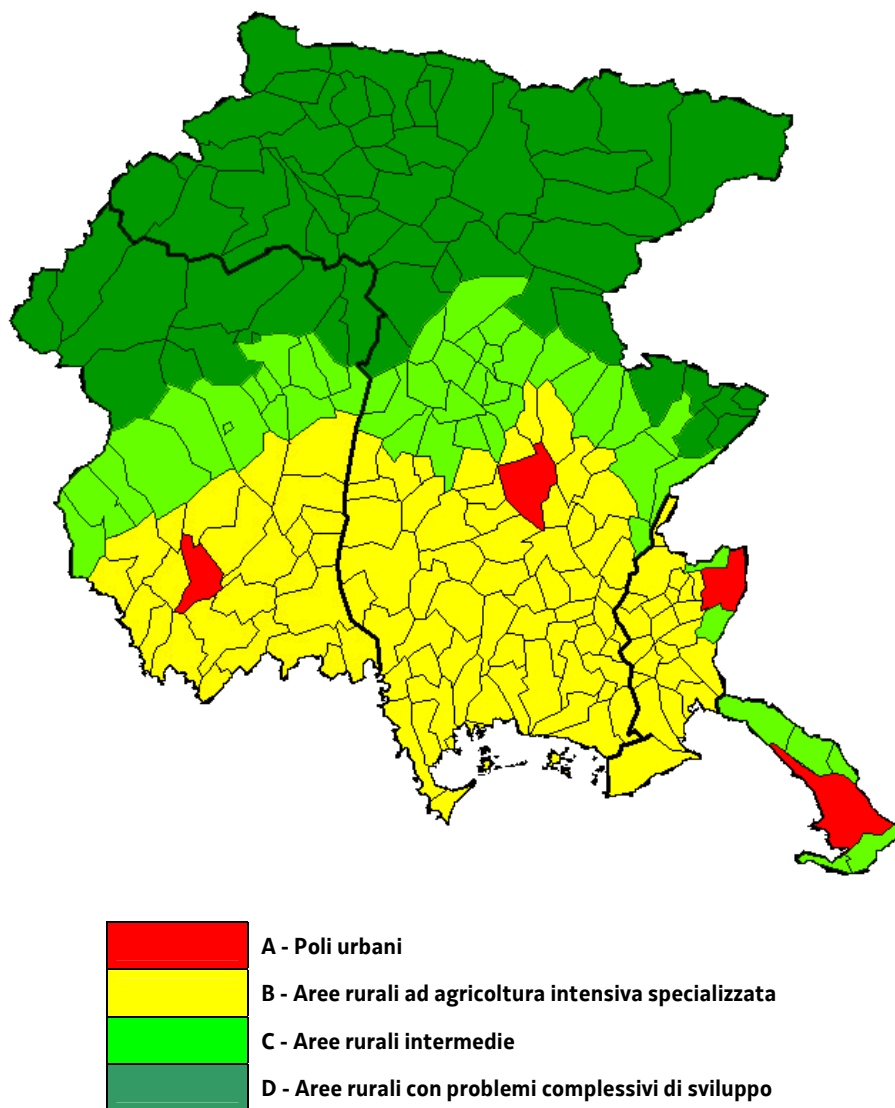 A - Poli urbani
B - Aree rurali ad agricoltura intensiva specializzata
C - Aree rurali intermedie
D - Aree rurali con problemi complessivi di sviluppo